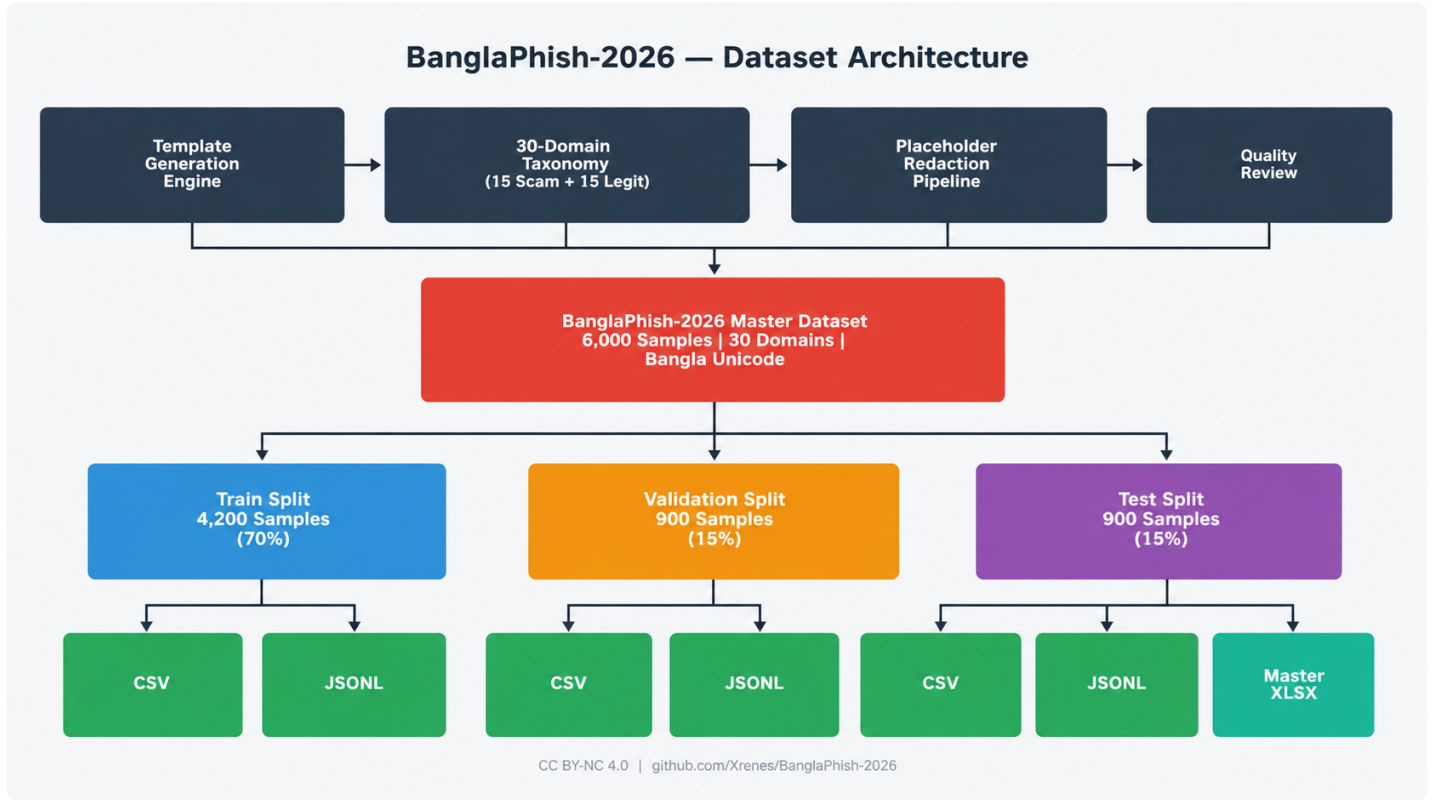 BanglaPhish-2026 — Dataset Architecture
Template
Generation
Engine
30-Domain
Taxonomy
(15 Scam + 15 Legit)
Placeholder
Redaction
Pipeline
Quality
Review
BanglaPhish-2026 Master Dataset
6,000 Samples | 30 Domains |
Bangla Unicode
Train Split
4,200 Samples
(70%)
Validation Split
900 Samples
(15%)
Test Split
900 Samples
(15%)
CSV
JSONL
CSV
JSONL
CSV
JSONL
Master
XLSX
CC BY-NC 4.0 | github.com/Xrenes/BanglaPhish-2026